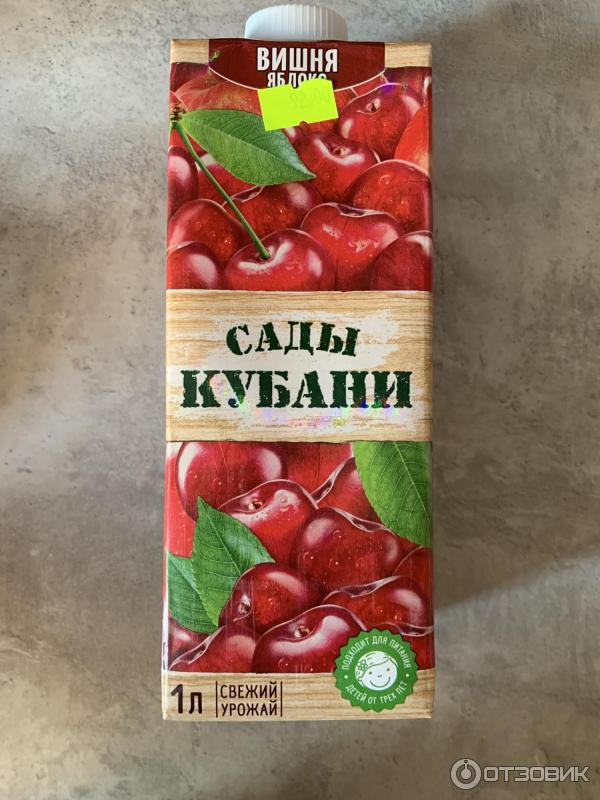 ВИШНЯ
ЯБЛОКО
САДЫ
КУБАНИ
1л
СВЕЖИЙ
УРОЖАЙ
ПОДХОДИТ ДЛЯ ПИТАНИЯ
ДЕТЕЙ ОТ ТРЕХ ЛЕТ
ОТЗОВИК